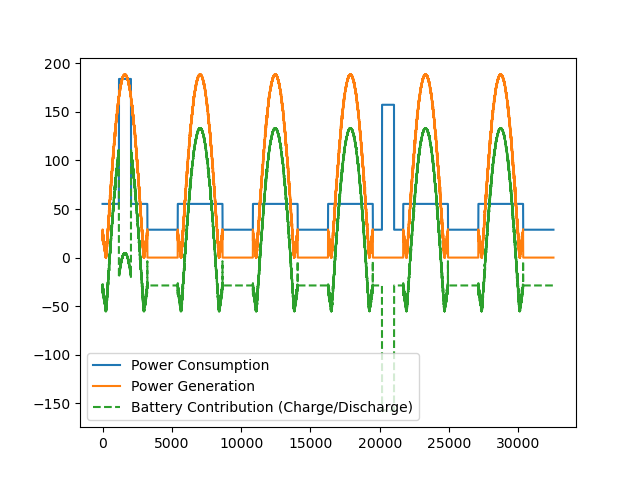 200
150
100
50
0
−50
−100
−150
Power Consumption
Power Generation
Battery Contribution (Charge/Discharge)
0 5000 10000 15000 20000 25000 30000